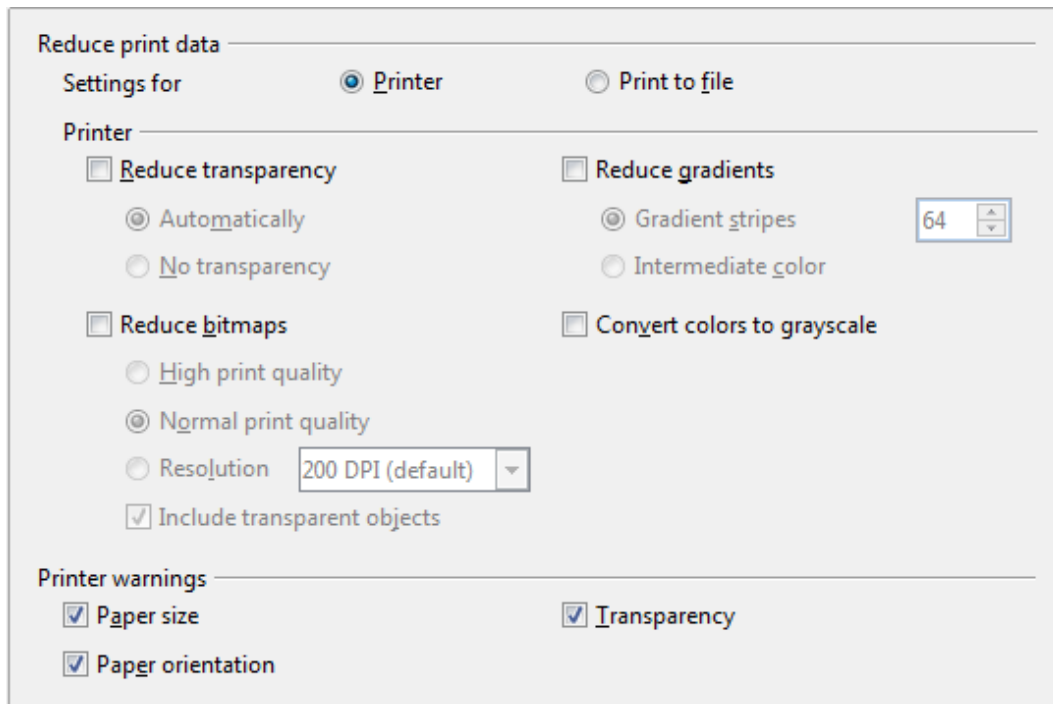 Reduce print data
Settings for Printer Print to file
Printer
Reduce transparency Reduce gradients
Automatically Gradient stripes 64
No transparency Intermediate color
Reduce bitmaps Convert colors to grayscale
High print quality
Normal print quality
Resolution 200 DPI (default)
Include transparent objects
Printer warnings
Paper size Transparency
Paper orientation